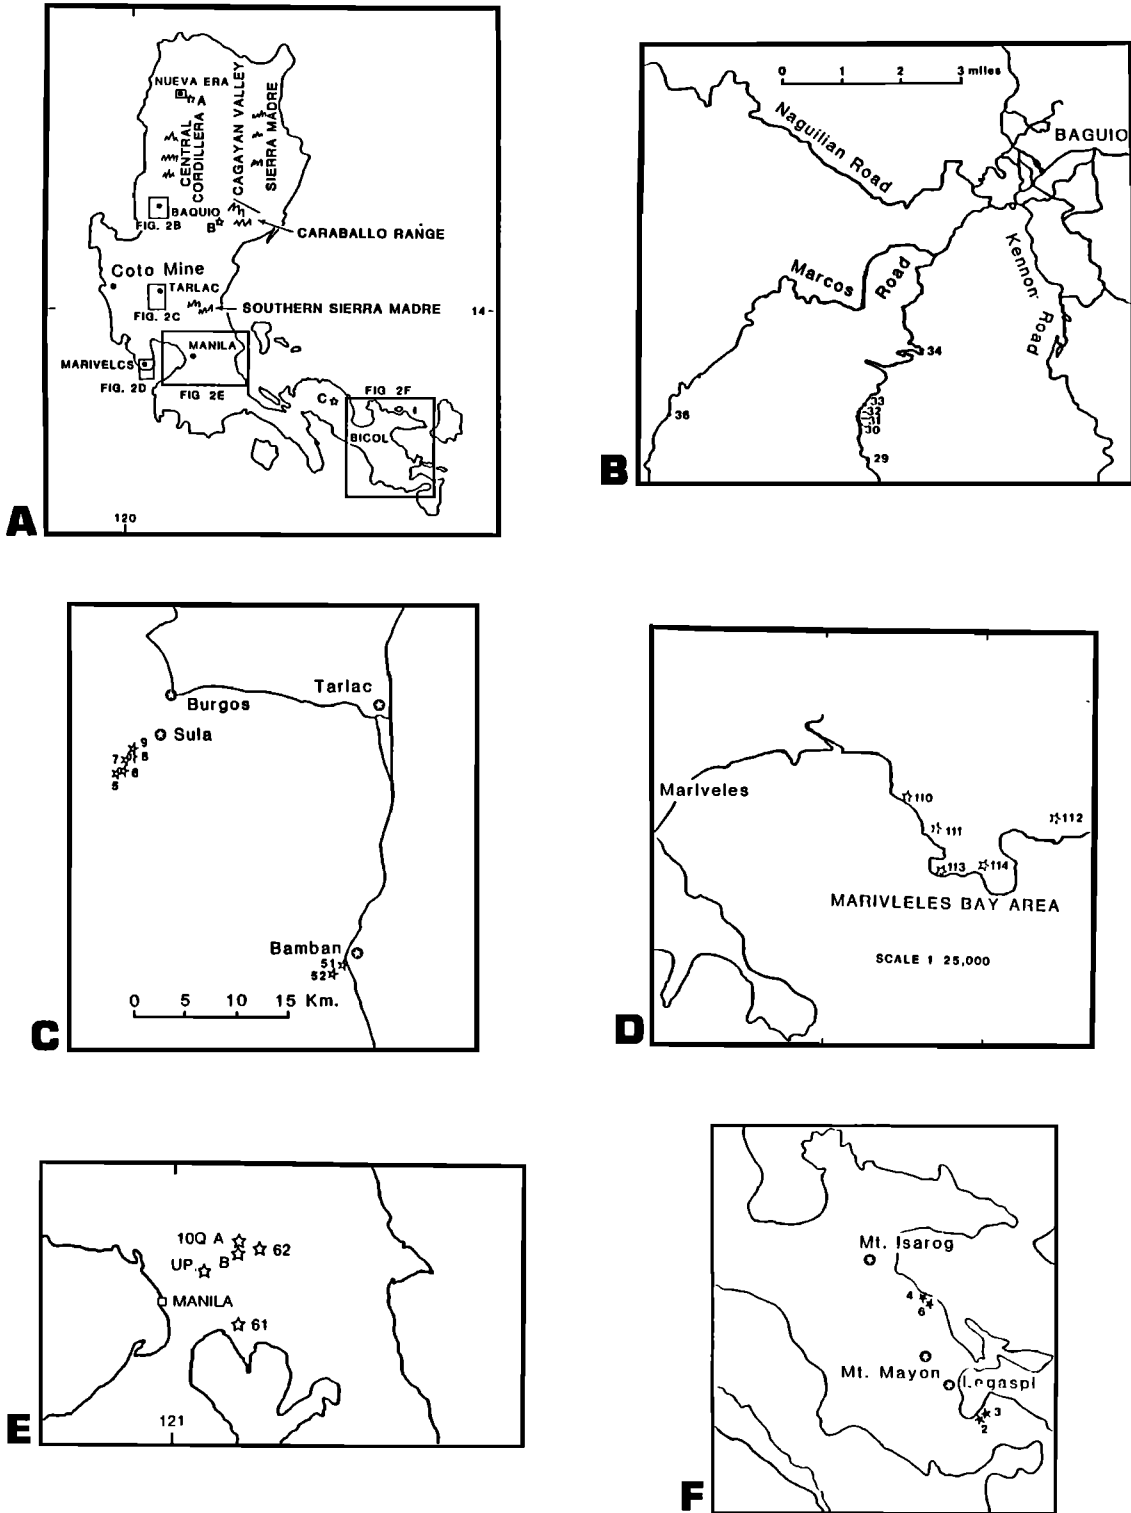 NUEVA ERA
A
CENTRAL
CORDILLERA
CAGAYAN VALLEY
SIERRA MADRE
BAQUIO
B
FIG. 2B
CARABALLO RANGE
Coto Mine
TARLAC
FIG. 2C
SOUTHERN SIERRA MADRE
14
MANILA
MARIVELCS
FIG. 2D
FIG. 2E
C
FIG 2F
BICOL
120
A
0 1 2 3 miles
Naguilian Road
BAGUIO
Marcos
Road
Kennon
Road
34
33
32
31
30
36
29
B
Tarlac
Burgos
Sula
9
8
7
6
5
Bamban
51
52
0 5 10 15 Km.
C
Mariveles
110
111
112
113
114
MARIVLELES BAY AREA
SCALE 1 25,000
D
10Q A
B
62
UP.
MANILA
61
121
E
Mt. Isarog
4
6
Mt. Mayon
Legaspi
3
2
F